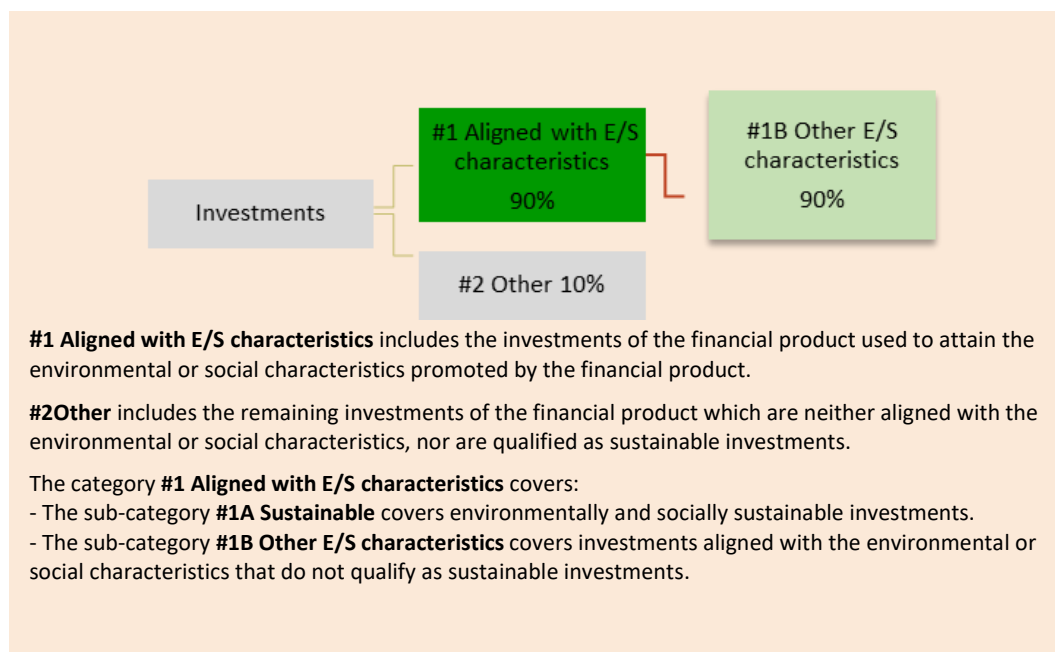 #1 Aligned with E/S
characteristics
90%
#1B Other E/S
characteristics
90%
Investments
#2 Other 10%
#1 Aligned with E/S characteristics includes the investments of the financial product used to attain the
environmental or social characteristics promoted by the financial product.
#2Other includes the remaining investments of the financial product which are neither aligned with the
environmental or social characteristics, nor are qualified as sustainable investments.
The category #1 Aligned with E/S characteristics covers:
- The sub-category #1A Sustainable covers environmentally and socially sustainable investments.
- The sub-category #1B Other E/S characteristics covers investments aligned with the environmental or
social characteristics that do not qualify as sustainable investments.